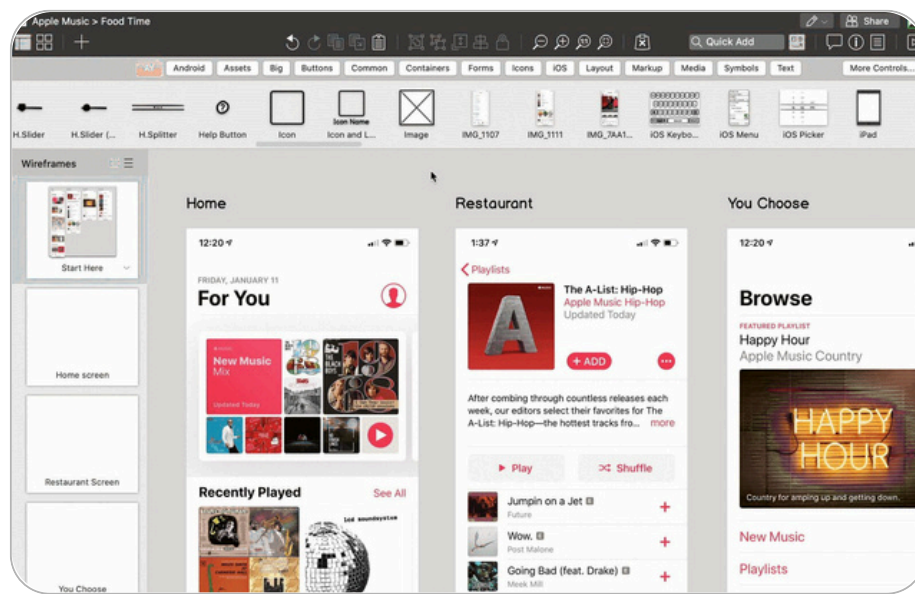 Apple Music > Food Time
Share
Quick Add
Android Assets Big Buttons Common Containers Forms Icons iOS Layout Markup Media Symbols Text More Controls...
H.Slider H.Slider (... H.Splitter Help Button Icon Icon and L... Image IMG_1107 IMG_1111 IMG_7AA1... iOS Keybo... iOS Menu iOS Picker iPad
Icon Name
Wireframes
Start Here
Home screen
Restaurant Screen
You Choose
Home
12:20
FRIDAY, JANUARY 11
For You
New Music
Mix
Updated Today
THE BLACK BOYS
Recently Played
See All
lcd soundsystem
Restaurant
1:37
Playlists
A
The A-List: Hip-Hop
Apple Music Hip-Hop
Updated Today
+ ADD
After combing through countless releases each
week, our editors select their favorites for The
A-List: Hip-Hop—the hottest tracks fro... more
Play
Shuffle
Jumpin on a Jet E
Future
Wow. E
Post Malone
Going Bad (feat. Drake) E
Meek Mill
You Choose
12:20
Browse
FEATURED PLAYLIST
Happy Hour
Apple Music Country
HAPPY
HOUR
Country for amping up and getting down.
New Music
Playlists